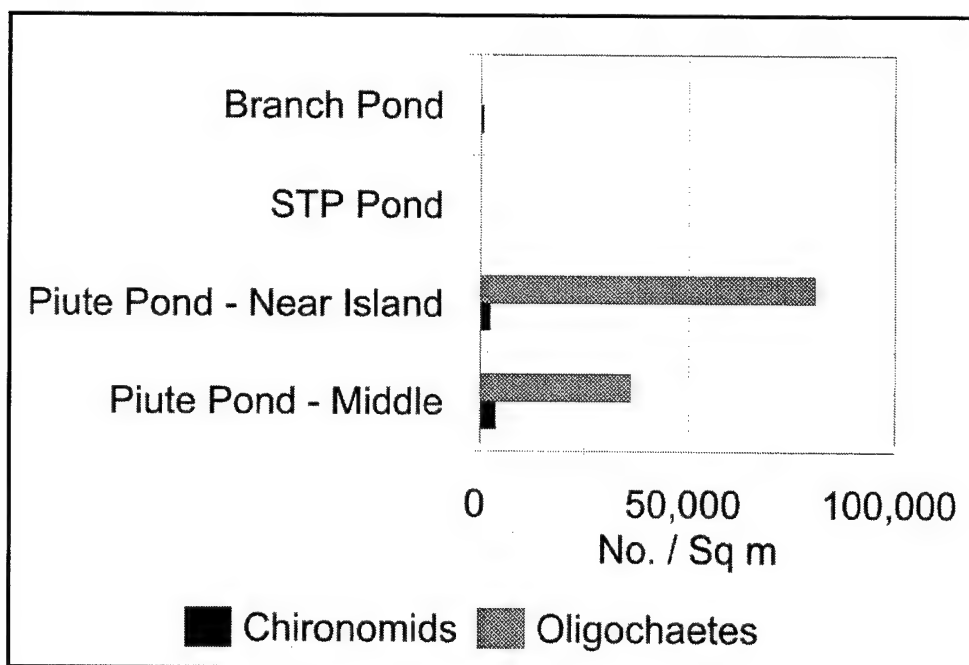 Branch Pond
STP Pond
Piute Pond - Near Island
Piute Pond - Middle
0 50,000 100,000
No. / Sq m
Chironomids Oligochaetes